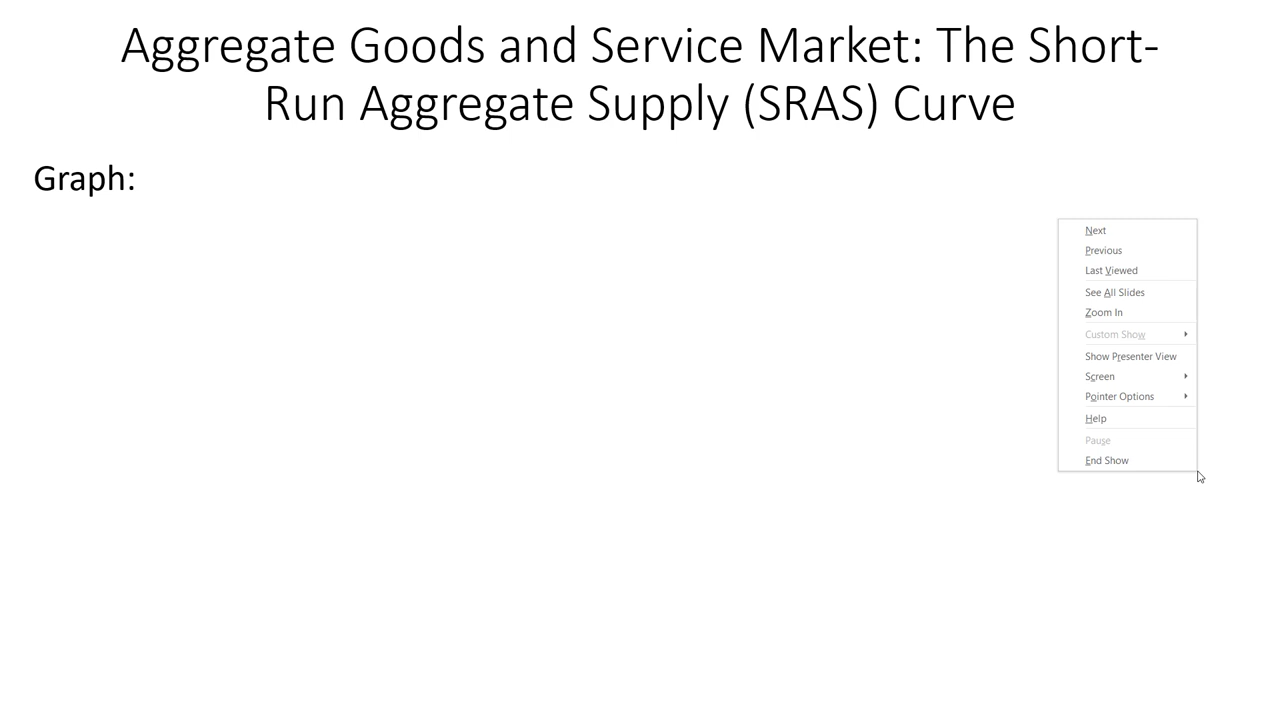 Aggregate Goods and Service Market: The Short-
Run Aggregate Supply (SRAS) Curve
Graph:
Next
Previous
Last Viewed
See All Slides
Zoom In
Custom Show
Show Presenter View
Screen
Pointer Options
Help
Pause
End Show